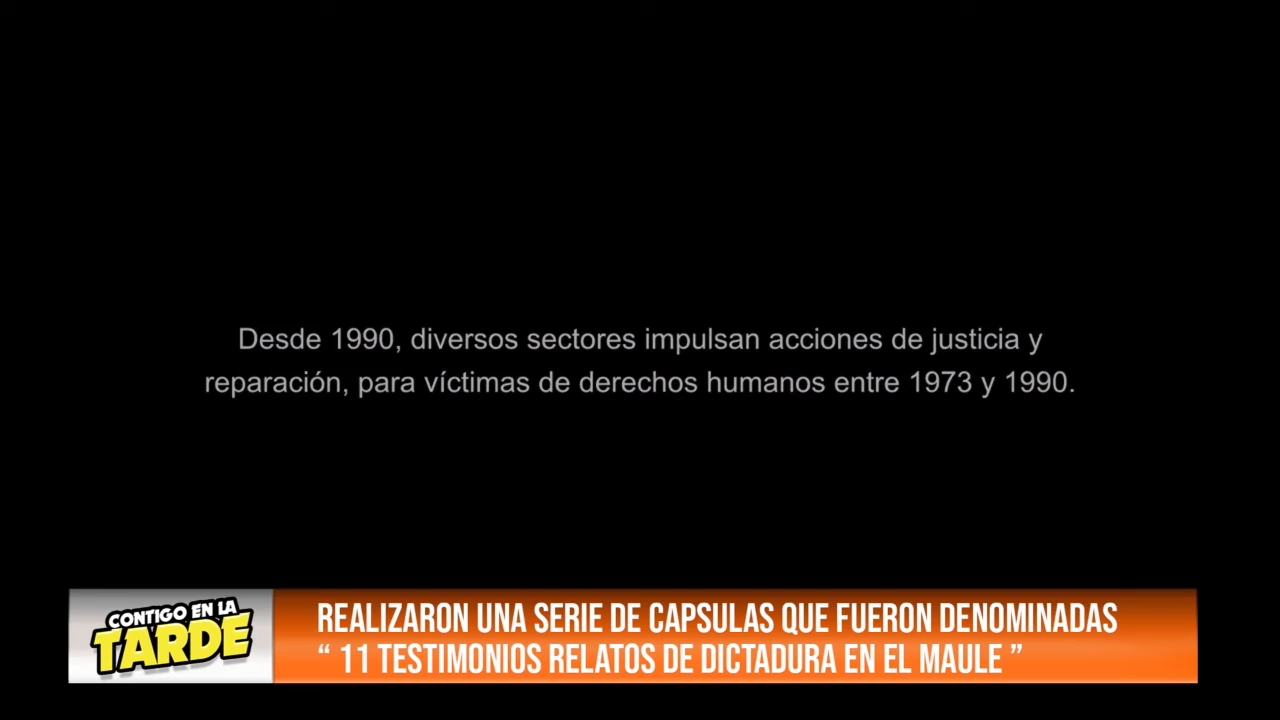 Desde 1990, diversos sectores impulsan acciones de justicia y
reparación, para víctimas de derechos humanos entre 1973 y 1990.
CONTIGO EN LA
TARDE
REALIZARON UNA SERIE DE CAPSULAS QUE FUERON DENOMINADAS
“ 11 TESTIMONIOS RELATOS DE DICTADURA EN EL MAULE ”